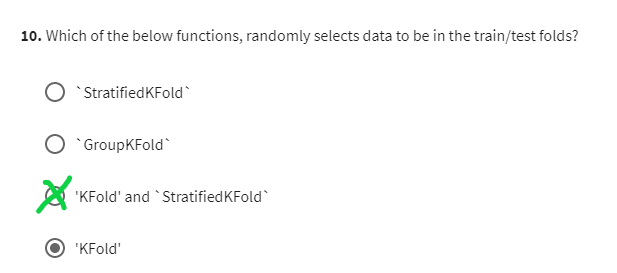 10. Which of the below functions, randomly selects data to be in the train/test folds?
`StratifiedKFold`
`GroupKFold`
'KFold' and `StratifiedKFold`
'KFold'